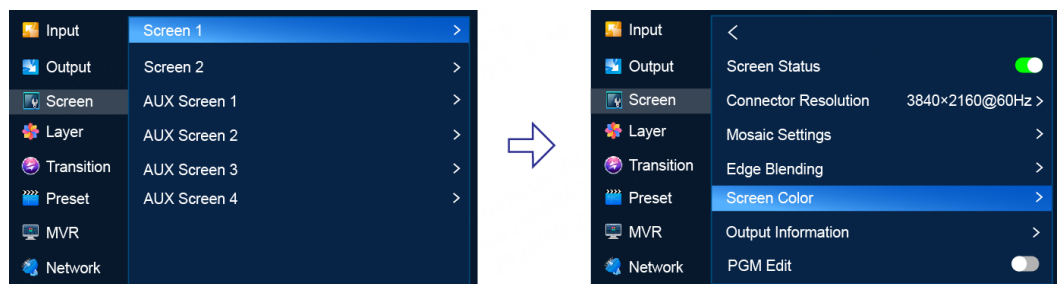 Input
Output
Screen
Layer
Transition
Preset
MVR
Network
Screen 1 >
Screen 2 >
AUX Screen 1 >
AUX Screen 2 >
AUX Screen 3 >
AUX Screen 4 >
Input
Output
Screen
Layer
Transition
Preset
MVR
Network
<
Screen Status
Connector Resolution 3840×2160@60Hz >
Mosaic Settings >
Edge Blending >
Screen Color >
Output Information >
PGM Edit